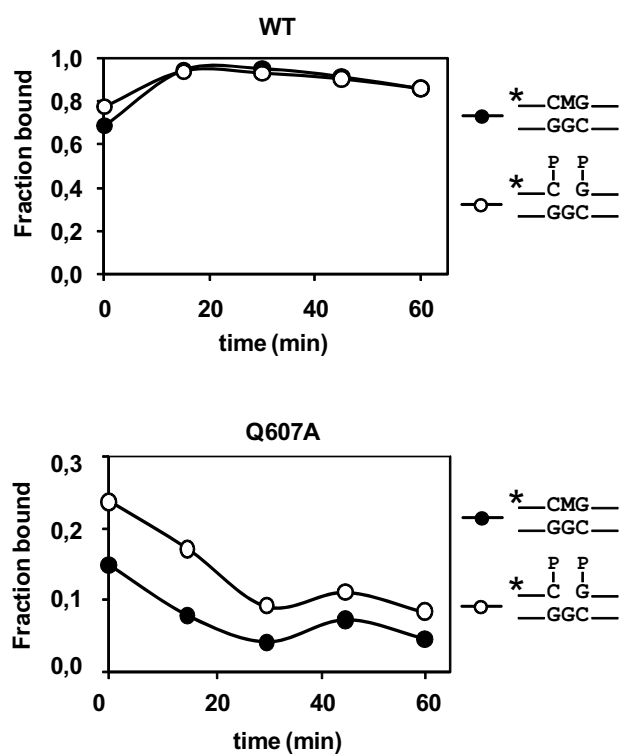 WT
Fraction bound
1,0
0,8
0,6
0,4
0,2
0,0
0 20 40 60
time (min)
* CMG
GGC
P P
* C G
GGC
Q607A
Fraction bound
0,3
0,2
0,1
0,0
0 20 40 60
time (min)
* CMG
GGC
P P
* C G
GGC